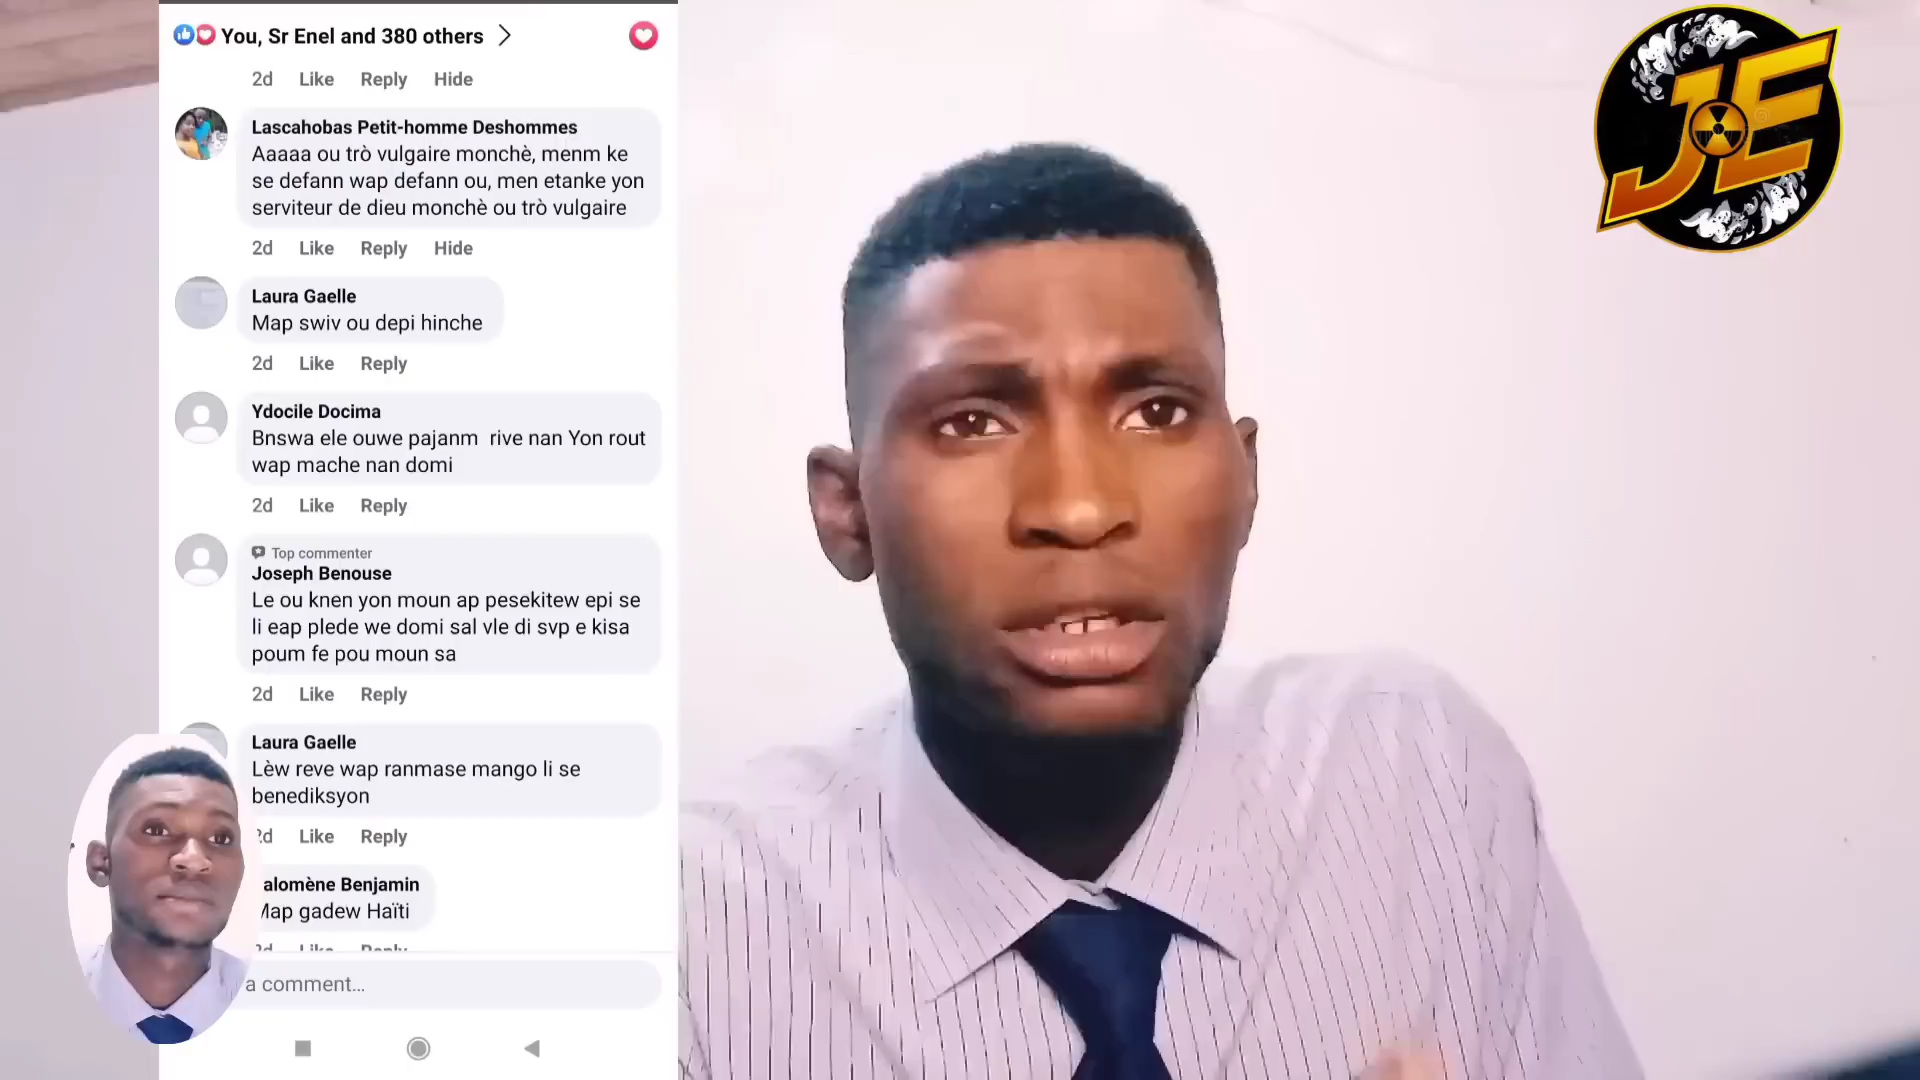 You, Sr Enel and 380 others
2d Like Reply Hide
Lascahobas Petit-homme Deshommes
Aaaaa ou trò vulgaire monchè, menm ke
se defann wap defann ou, men etanke yon
serviteur de dieu monchè ou trò vulgaire
2d Like Reply Hide
Laura Gaelle
Map swiv ou depi hinche
2d Like Reply
Ydocile Docima
Bnswa ele ouwe pajanm rive nan Yon rout
wap mache nan domi
2d Like Reply
Top commenter
Joseph Benouse
Le ou knen yon moun ap pesekitew epi se
li eap plede we domi sal vle di svp e kisa
poum fe pou moun sa
2d Like Reply
Laura Gaelle
Lèw reve wap ranmase mango li se
benediksyon
2d Like Reply
alomène Benjamin
Map gadew Haïti
2d Like Reply
a comment...
JE